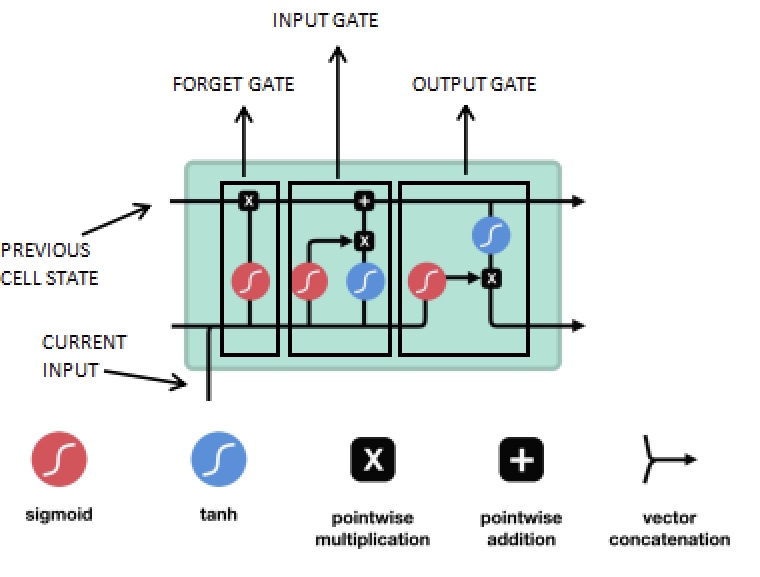 INPUT GATE
FORGET GATE
OUTPUT GATE
X
+
X
X
PREVIOUS
CELL STATE
CURRENT
INPUT
X
+
sigmoid
tanh
pointwise
multiplication
pointwise
addition
vector
concatenation